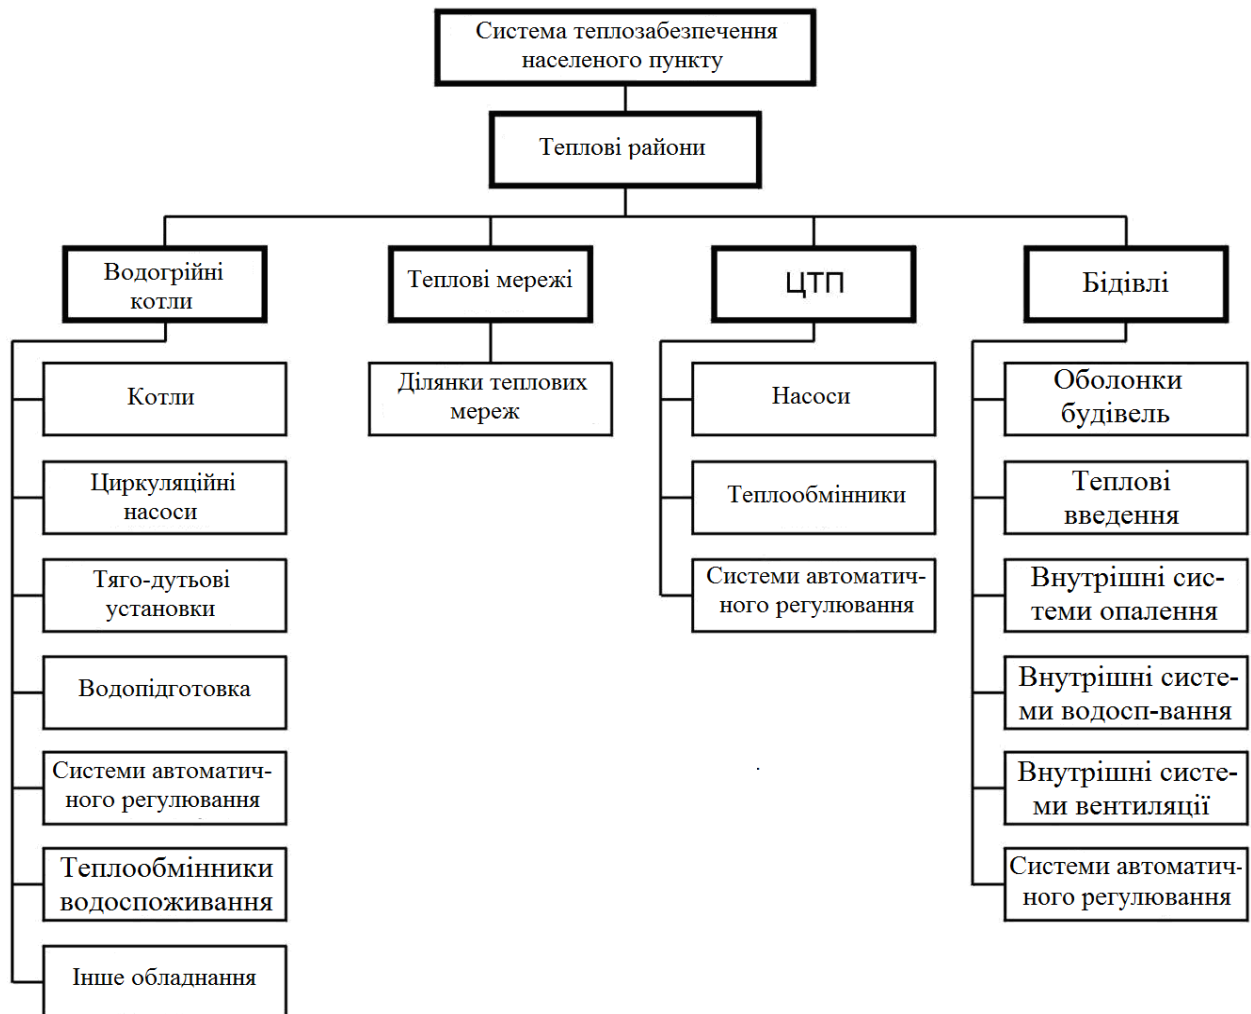 Система теплозабезпечення
населеного пункту
Теплові райони
Водогрійні
котли
Теплові мережі
ЦТП
Бідівлі
Котли
Циркуляційні
насоси
Тяго-дутьові
установки
Водопідготовка
Системи автоматич-
ного регулювання
Теплообмінники
водоспоживання
Інше обладнання
Ділянки теплових
мереж
Насоси
Теплообмінники
Системи автоматич-
ного регулювання
Оболонки
будівель
Теплові
введення
Внутрішні сис-
теми опалення
Внутрішні систе-
ми водосп-вання
Внутрішні систе-
ми вентиляції
Системи автоматич-
ного регулювання